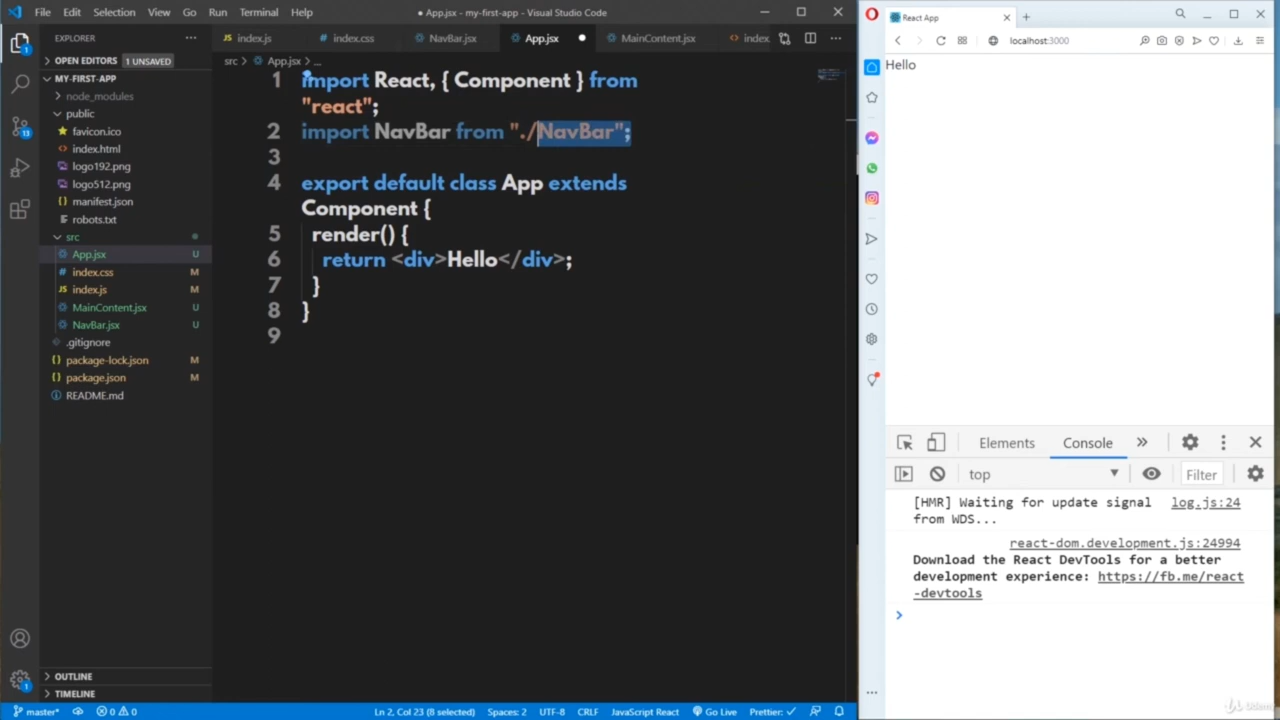 File Edit Selection View Go Run Terminal Help
● App.jsx - my-first-app - Visual Studio Code
React App
EXPLORER
index.js
index.css
NavBar.jsx
App.jsx
MainContent.jsx
index
localhost:3000
OPEN EDITORS 1 UNSAVED
src > App.jsx > ...
Hello
MY-FIRST-APP
node_modules
public
favicon.ico
index.html
logo192.png
logo512.png
manifest.json
robots.txt
src
App.jsx U
index.css M
index.js M
MainContent.jsx U
NavBar.jsx U
.gitignore
package-lock.json M
package.json M
README.md
OUTLINE
TIMELINE
1 import React, { Component } from
"react";
2 import NavBar from "./NavBar";
3
4 export default class App extends
Component {
5 render() {
6 return <div>Hello</div>;
7 }
8 }
9
Elements Console »
top Filter
[HMR] Waiting for update signal log.js:24
from WDS...
react-dom.development.js:24994
Download the React DevTools for a better
development experience: https://fb.me/react
-devtools
master* 0 0 Ln 2, Col 23 (8 selected) Spaces: 2 UTF-8 CRLF JavaScript React Go Live Prettier: ✓
Udemy